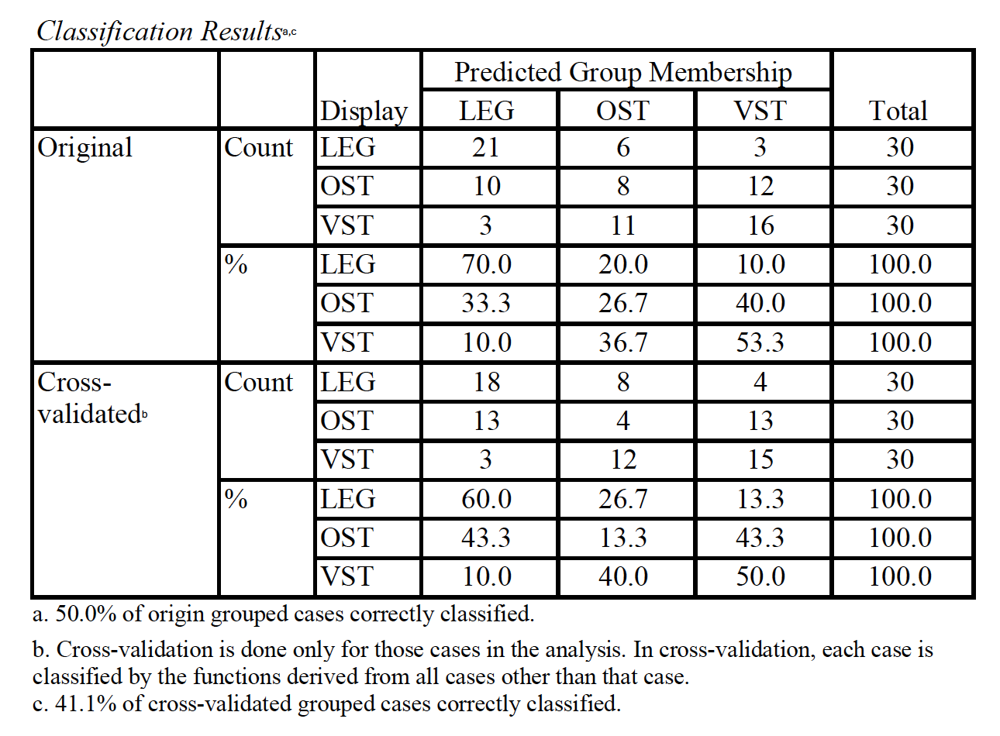 Classification Resultsa,c
Predicted Group Membership
Display LEG OST VST Total
Original Count LEG 21 6 3 30
OST 10 8 12 30
VST 3 11 16 30
% LEG 70.0 20.0 10.0 100.0
OST 33.3 26.7 40.0 100.0
VST 10.0 36.7 53.3 100.0
Cross- Count LEG 18 8 4 30
validatedb OST 13 4 13 30
VST 3 12 15 30
% LEG 60.0 26.7 13.3 100.0
OST 43.3 13.3 43.3 100.0
VST 10.0 40.0 50.0 100.0
a. 50.0% of origin grouped cases correctly classified.
b. Cross-validation is done only for those cases in the analysis. In cross-validation, each case is
classified by the functions derived from all cases other than that case.
c. 41.1% of cross-validated grouped cases correctly classified.